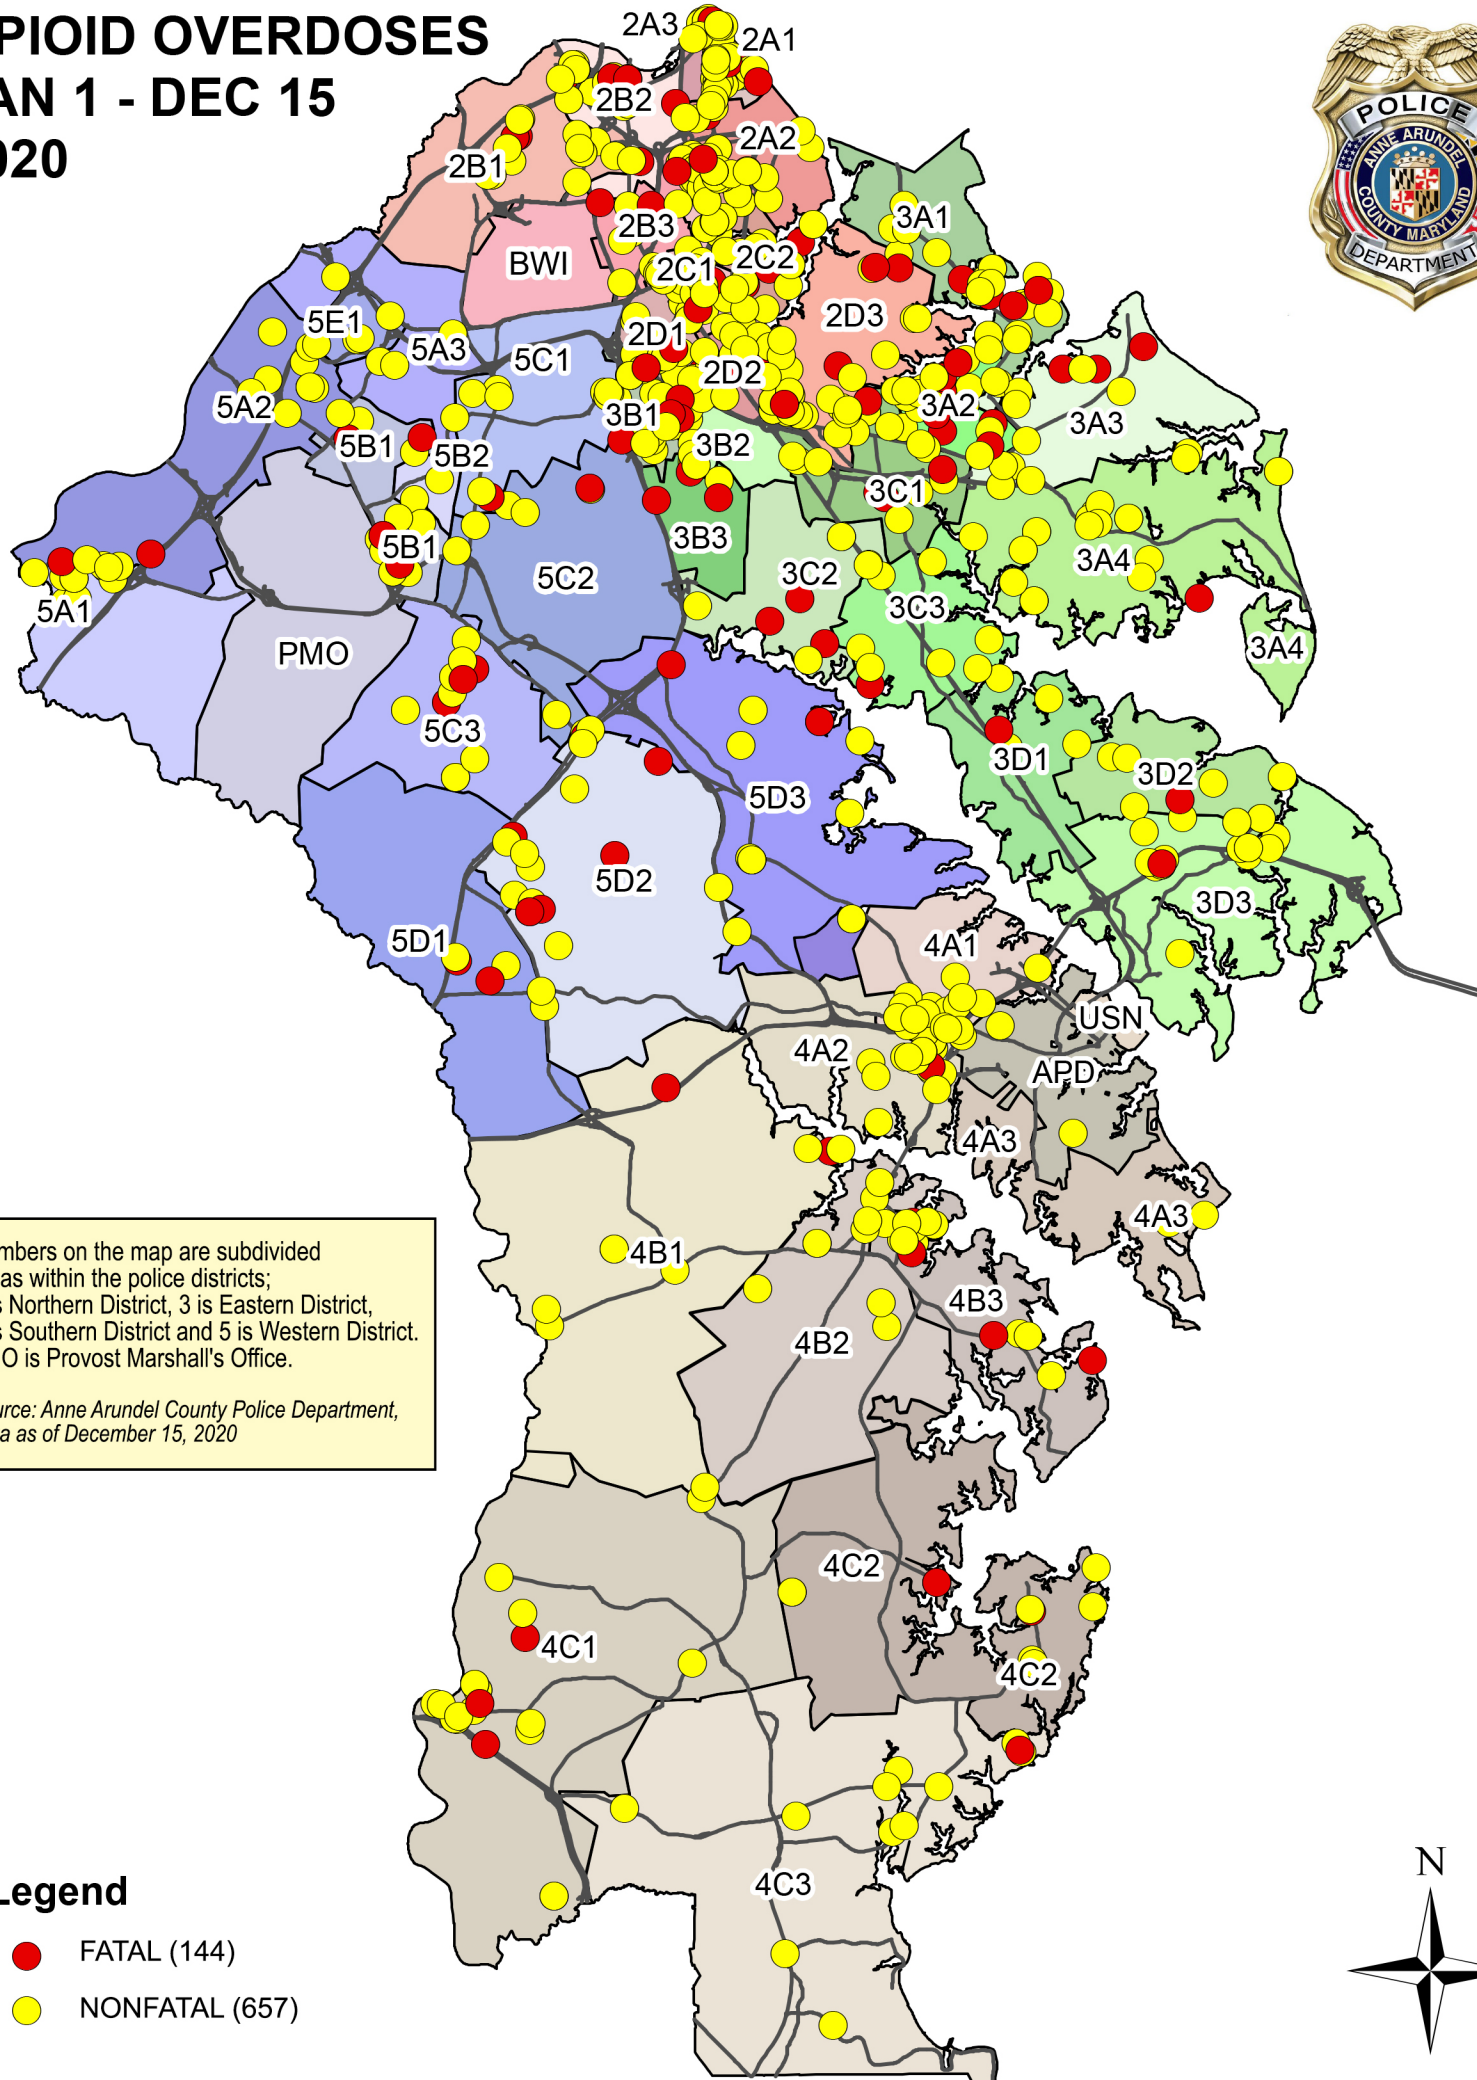 PIOID OVERDOSES
AN 1 - DEC 15
020
POLICE
ANNE ARUNDEL
COUNTY MARYLAND
DEPARTMENT
2A3
2A1
2B2
2A2
2B1
3A1
2B3
BWI
2C1
2C2
5E1
2D3
2D1
5A3
5C1
2D2
5A2
3A2
3B1
3A3
5B1
5B2
3B2
3C1
3B3
5B1
3A4
5C2
3C2
5A1
3C3
3A4
PMO
5C3
3D1
3D2
5D3
5D2
3D3
5D1
4A1
USN
4A2
APD
4A3
4A3
4B1
4B3
4B2
mbers on the map are subdivided
as within the police districts;
s Northern District, 3 is Eastern District,
s Southern District and 5 is Western District.
O is Provost Marshall's Office.
urce: Anne Arundel County Police Department,
a as of December 15, 2020
4C2
4C1
4C2
4C3
Legend
FATAL (144)
NONFATAL (657)
N